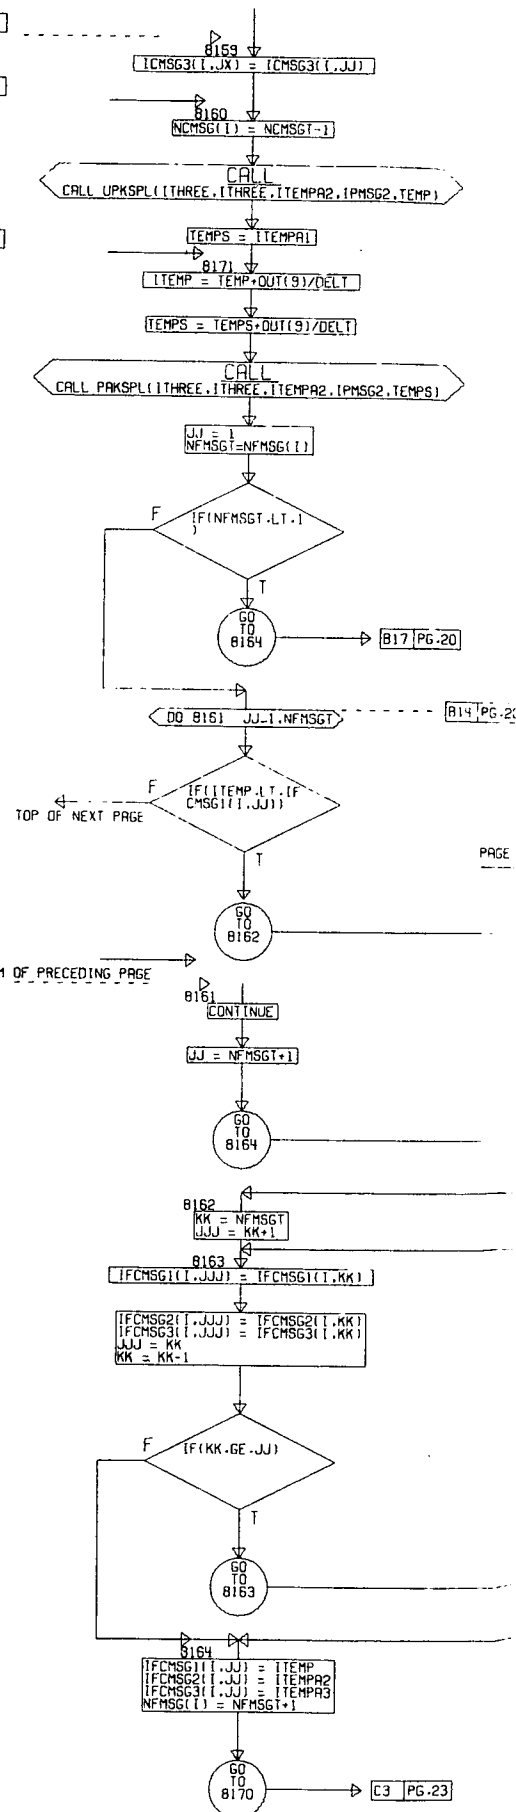 8159
ICMSG3(I,JX) = ICMSG3(I,JJ)
8160
NCMSG(I) = NCMSGT-1
CALL
CALL UPKSPL(ITHREE,ITHREE,ITEMPA2,IPMSG2,TEMP)
TEMPS = ITEMPA1
8171
ITEMP = TEMP+OUT(9)/DELT
TEMPS = TEMPS+OUT(9)/DELT
CALL
CALL PAKSPL(ITHREE,ITHREE,ITEMPA2,IPMSG2,TEMPS)
JJ = 1
NFMSGT=NFMSG(I)
F
IF(NFMSGT.LT.1
)
T
GO
TO
8164
B17 PG.20
DO 8161 JJ=1,NFMSGT
B14 PG.20
F
IF(ITEMP.LT.IF
CMSG1(I,JJ))
TOP OF NEXT PAGE
T
PAGE
GO
TO
8162
M OF PRECEDING PAGE
8161
CONTINUE
JJ = NFMSGT+1
GO
TO
8164
8162
KK = NFMSGT
JJJ = KK+1
8163
IFCMSG1(I,JJJ) = IFCMSG1(I,KK)
IFCMSG2(I,JJJ) = IFCMSG2(I,KK)
IFCMSG3(I,JJJ) = IFCMSG3(I,KK)
JJJ = KK
KK = KK-1
F
IF(KK.GE.JJ)
T
GO
TO
8163
8164
IFCMSG1(I,JJ) = ITEMP
IFCMSG2(I,JJ) = ITEMPA2
IFCMSG3(I,JJ) = ITEMPA3
NFMSG(I) = NFMSGT+1
GO
TO
8170
C3 PG.23